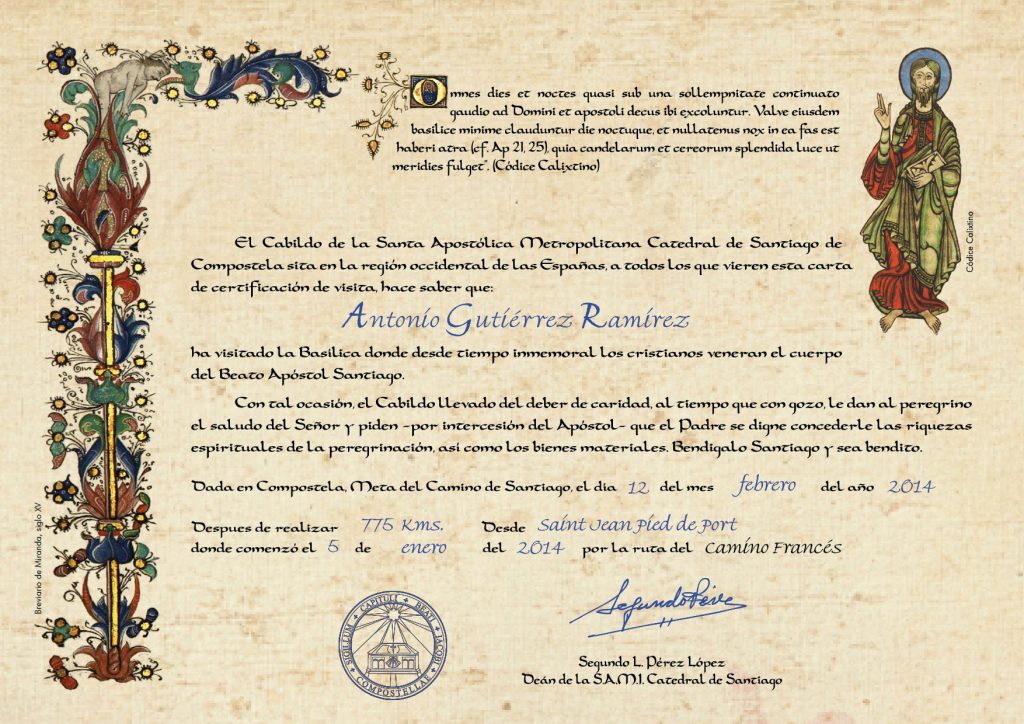 Omnes dies et noctes quasi sub una sollempnitate continuato
gaudio ad Domini et apostoli decus ibi excoluntur. Valve eiusdem
basilice minime clauduntur die noctuque, et nullatenus nox in ea fas est
haberi atra (cf. Ap 21, 25), quia candelarum et cereorum splendida luce ut
meridies fulget". (Códice Calixtino)
Códice Calixtino
El Cabildo de la Santa Apostólica Metropolitana Catedral de Santiago de
Compostela sita en la región occidental de las Españas, a todos los que vieren esta carta
de certificación de visita, hace saber que:
Antonio Gutiérrez Ramírez
ha visitado la Basílica donde desde tiempo inmemoral los cristianos veneran el cuerpo
del Beato Apóstol Santiago.
Con tal ocasión, el Cabildo llevado del deber de caridad, al tiempo que con gozo, le dan al peregrino
el saludo del Señor y piden -por intercesión del Apóstol- que el Padre se digne concederle las riquezas
espirituales de la peregrinación, así como los bienes materiales. Bendígalo Santiago y sea bendito.
Dada en Compostela, Meta del Camino de Santiago, el día 12 del mes febrero del año 2014
Despues de realizar 775 Kms. Desde Saint Jean Pied de Port
donde comenzó el 5 de enero del 2014 por la ruta del Camino Francés
Breviario de Miranda, siglo XV
SIGILLUM CAPITULI BEATI JACOBI COMPOSTELLAE
Segundo Pérez
Segundo L. Pérez López
Deán de la S.A.M.I. Catedral de Santiago